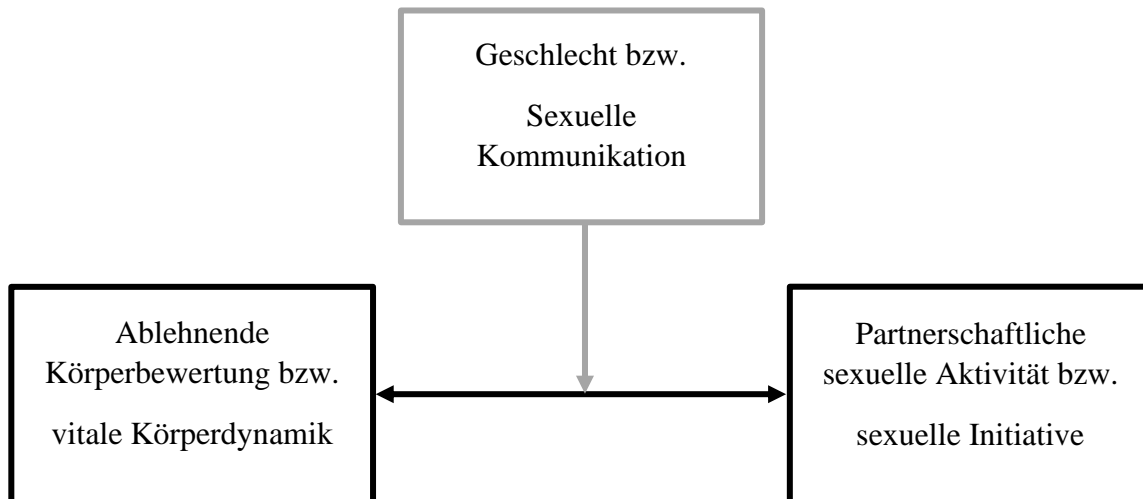 Geschlecht bzw.
Sexuelle
Kommunikation
Ablehnende
Körperbewertung bzw.
vitale Körperdynamik
Partnerschaftliche
sexuelle Aktivität bzw.
sexuelle Initiative